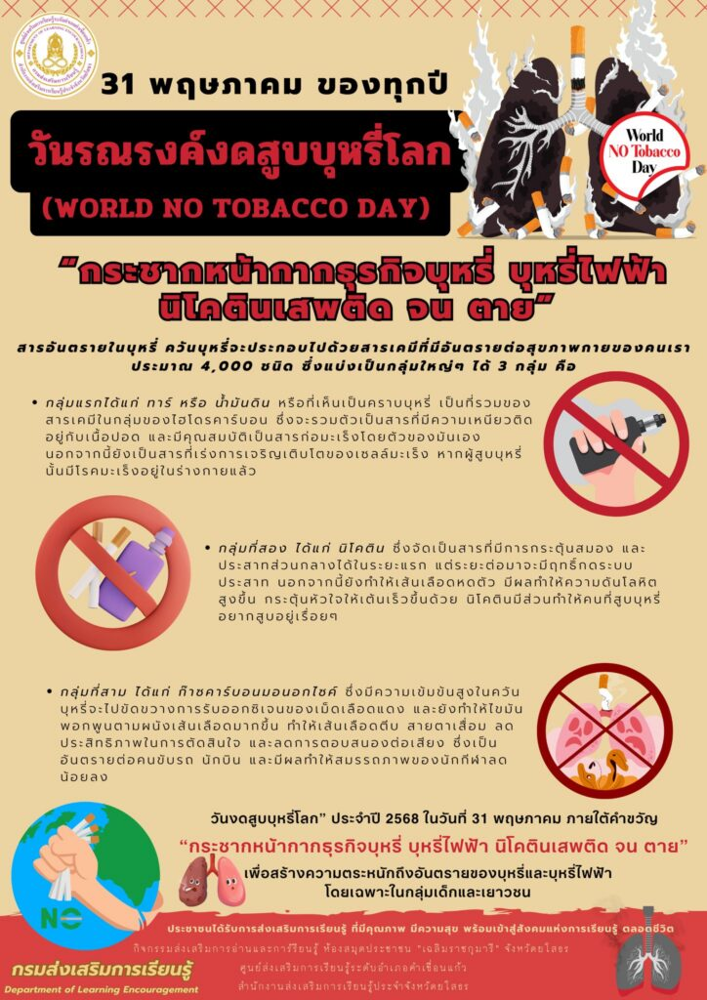 31 พฤษภาคม ของทุกปี
วันรณรงค์งดสูบบุหรี่โลก
(WORLD NO TOBACCO DAY)
World
NO Tobacco
Day
“กระชากหน้ากากธุรกิจบุหรี่ บุหรี่ไฟฟ้า
นิโคตินเสพติด จน ตาย”
สารอันตรายในบุหรี่ ควันบุหรี่จะประกอบไปด้วยสารเคมีที่มีอันตรายต่อสุขภาพกายของคนเรา
ประมาณ 4,000 ชนิด ซึ่งแบ่งเป็นกลุ่มใหญ่ๆ ได้ 3 กลุ่ม คือ
• กลุ่มแรกได้แก่ ทาร์ หรือ น้ำมันดิน หรือที่เห็นเป็นคราบบุหรี่ เป็นที่รวมของ
สารเคมีในกลุ่มของไฮโดรคาร์บอน ซึ่งจะรวมตัวเป็นสารที่มีความเหนียวติด
อยู่กับเนื้อปอด และมีคุณสมบัติเป็นสารก่อมะเร็งโดยตัวของมันเอง
นอกจากนี้ยังเป็นสารที่เร่งการเจริญเติบโตของเซลล์มะเร็ง หากผู้สูบบุหรี่
นั้นมีโรคมะเร็งอยู่ในร่างกายแล้ว
• กลุ่มที่สอง ได้แก่ นิโคติน ซึ่งจัดเป็นสารที่มีการกระตุ้นสมอง และ
ประสาทส่วนกลางได้ในระยะแรก แต่ระยะต่อมาจะมีฤทธิ์กดระบบ
ประสาท นอกจากนี้ยังทำให้เส้นเลือดหดตัว มีผลทำให้ความดันโลหิต
สูงขึ้น กระตุ้นหัวใจให้เต้นเร็วขึ้นด้วย นิโคตินมีส่วนทำให้คนที่สูบบุหรี่
อยากสูบอยู่เรื่อยๆ
• กลุ่มที่สาม ได้แก่ ก๊าซคาร์บอนมอนอกไซค์ ซึ่งมีความเข้มข้นสูงในควัน
บุหรี่จะไปขัดขวางการรับออกซิเจนของเม็ดเลือดแดง และยังทำให้ไขมัน
พอกพูนตามผนังเส้นเลือดมากขึ้น ทำให้เส้นเลือดตีบ สายตาเสื่อม ลด
ประสิทธิภาพในการตัดสินใจ และลดการตอบสนองต่อเสียง ซึ่งเป็น
อันตรายต่อคนขับรถ นักบิน และมีผลทำให้สมรรถภาพของนักกีฬาลด
น้อยลง
วันงดสูบบุหรี่โลก” ประจำปี 2568 ในวันที่ 31 พฤษภาคม ภายใต้คำขวัญ
“กระชากหน้ากากธุรกิจบุหรี่ บุหรี่ไฟฟ้า นิโคตินเสพติด จน ตาย”
เพื่อสร้างความตระหนักถึงอันตรายของบุหรี่และบุหรี่ไฟฟ้า
โดยเฉพาะในกลุ่มเด็กและเยาวชน
NO
ประชาชนได้รับการส่งเสริมการเรียนรู้ ที่มีคุณภาพ มีความสุข พร้อมเข้าสู่สังคมแห่งการเรียนรู้ ตลอดชีวิต
กิจกรรมส่งเสริมการอ่านและการ์รียนรู้ ห้องสมุดประชาชน "เฉลิมราชกุมารี" จังหวัดยโสธร
ศูนย์ส่งเสริมการเรียนรู้ระดับอำเภอคำเขื่อนแก้ว
สำนักงานส่งเสริมการเรียนรู้ประจำจังหวัดยโสธร
กรมส่งเสริมการเรียนรู้
Department of Learning Encouragement